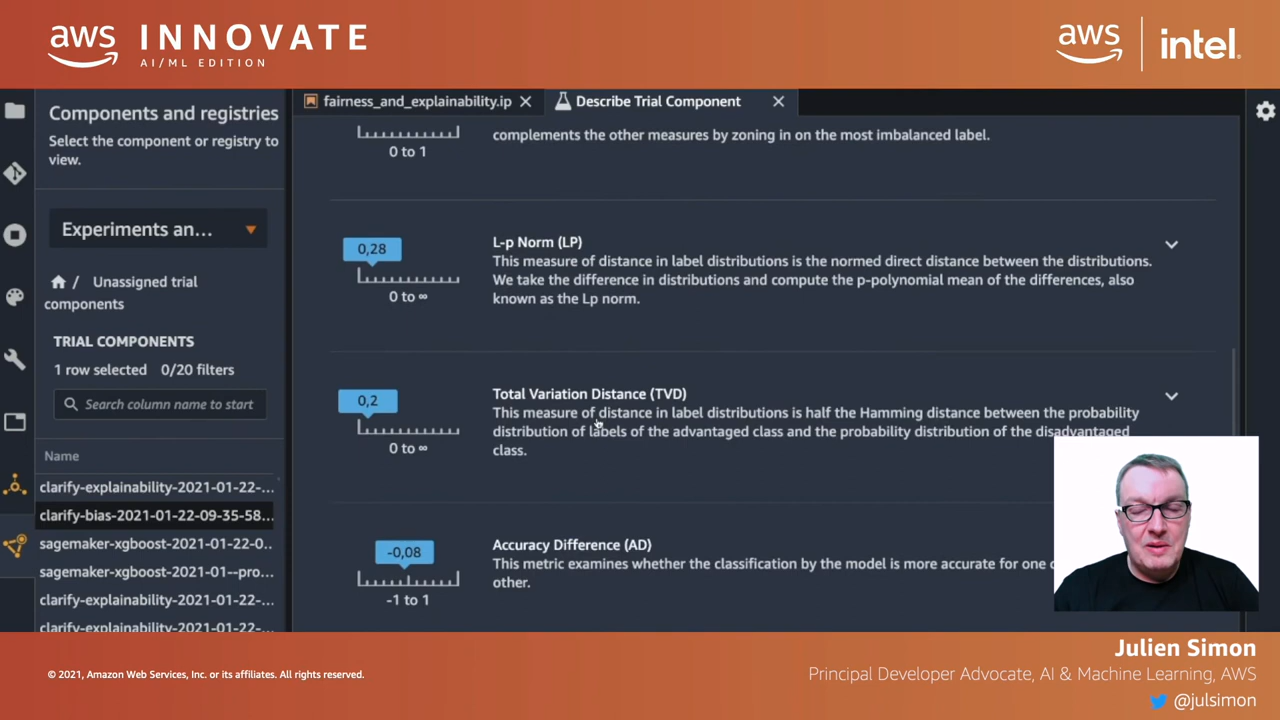 aws INNOVATE
AI/ML EDITION
aws intel.
Components and registries
Select the component or registry to
view.
Experiments an...
/ Unassigned trial
components
TRIAL COMPONENTS
1 row selected 0/20 filters
Search column name to start
Name
clarify-explainability-2021-01-22-...
clarify-bias-2021-01-22-09-35-58...
sagemaker-xgboost-2021-01-22-0...
sagemaker-xgboost-2021-01--pro...
clarify-explainability-2021-01-22-...
clarify-explainability-2021-01-22-...
fairness_and_explainability.ip
Describe Trial Component
complements the other measures by zoning in on the most imbalanced label.
0 to 1
0,28
0 to ∞
L-p Norm (LP)
This measure of distance in label distributions is the normed direct distance between the distributions.
We take the difference in distributions and compute the p-polynomial mean of the differences, also
known as the Lp norm.
0,2
0 to ∞
Total Variation Distance (TVD)
This measure of distance in label distributions is half the Hamming distance between the probability
distribution of labels of the advantaged class and the probability distribution of the disadvantaged
class.
-0,08
-1 to 1
Accuracy Difference (AD)
This metric examines whether the classification by the model is more accurate for one
other.
© 2021, Amazon Web Services, Inc. or its affiliates. All rights reserved.
Julien Simon
Principal Developer Advocate, AI & Machine Learning, AWS
@julsimon